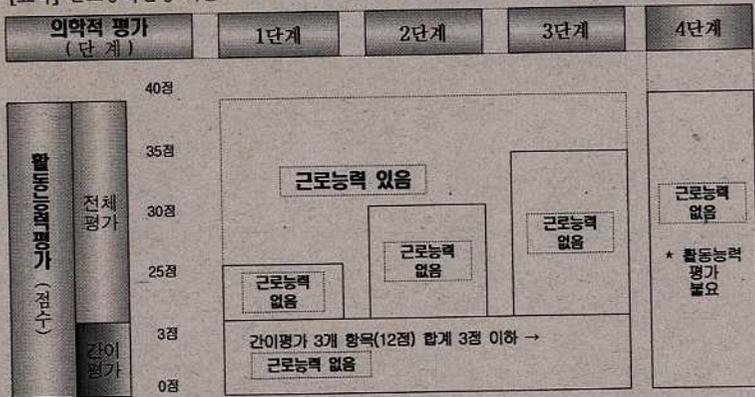 의학적 평가
(단계)
1단계
2단계
3단계
4단계
40점
35점
30점
25점
3점
0점
활동능력평가 (점수)
전체
평가
간이
평가
근로능력 있음
근로능력
없음
근로능력
없음
근로능력
없음
근로능력
없음
* 활동능력
평가
불요
간이평가 3개 항목(12점) 합계 3점 이하 →
근로능력 없음